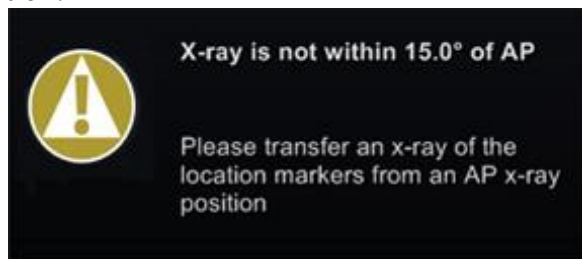 X-ray is not within 15.0° of AP
Please transfer an x-ray of the
location markers from an AP x-ray
position